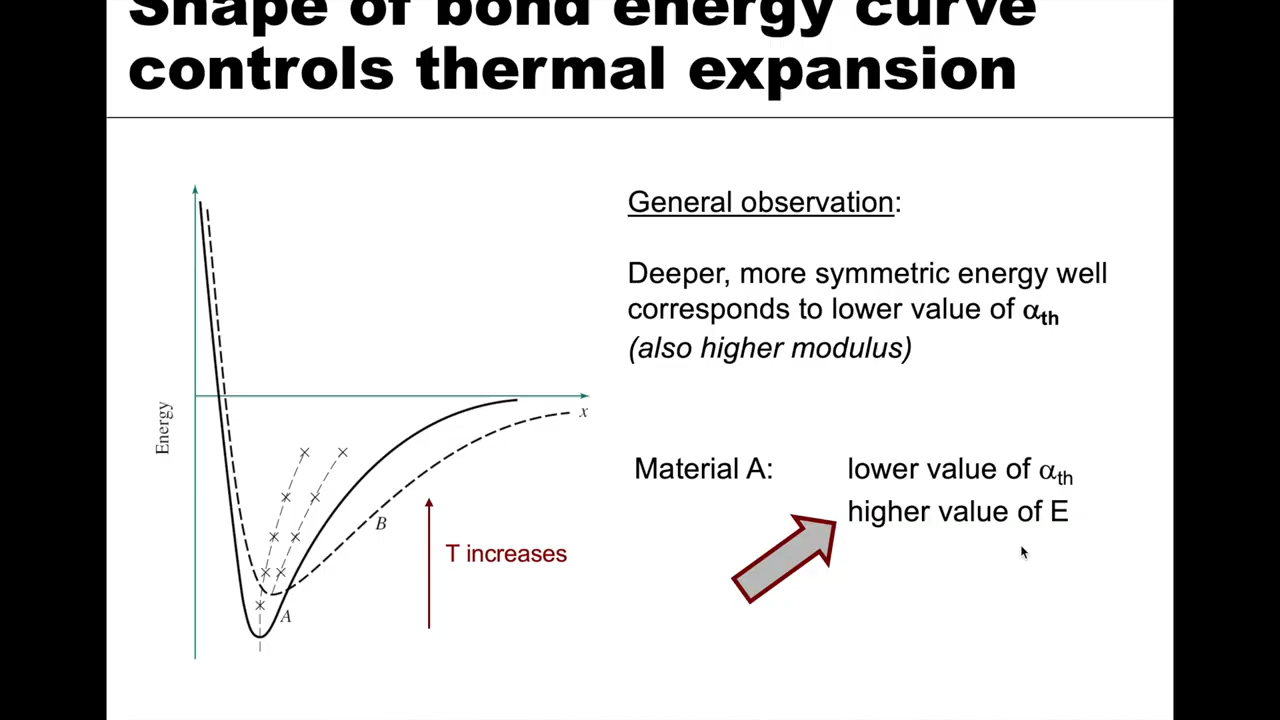 Shape of bond energy curve
controls thermal expansion
General observation:
Deeper, more symmetric energy well
corresponds to lower value of αth
(also higher modulus)
Energy
x
B
A
T increases
Material A: lower value of αth
higher value of E